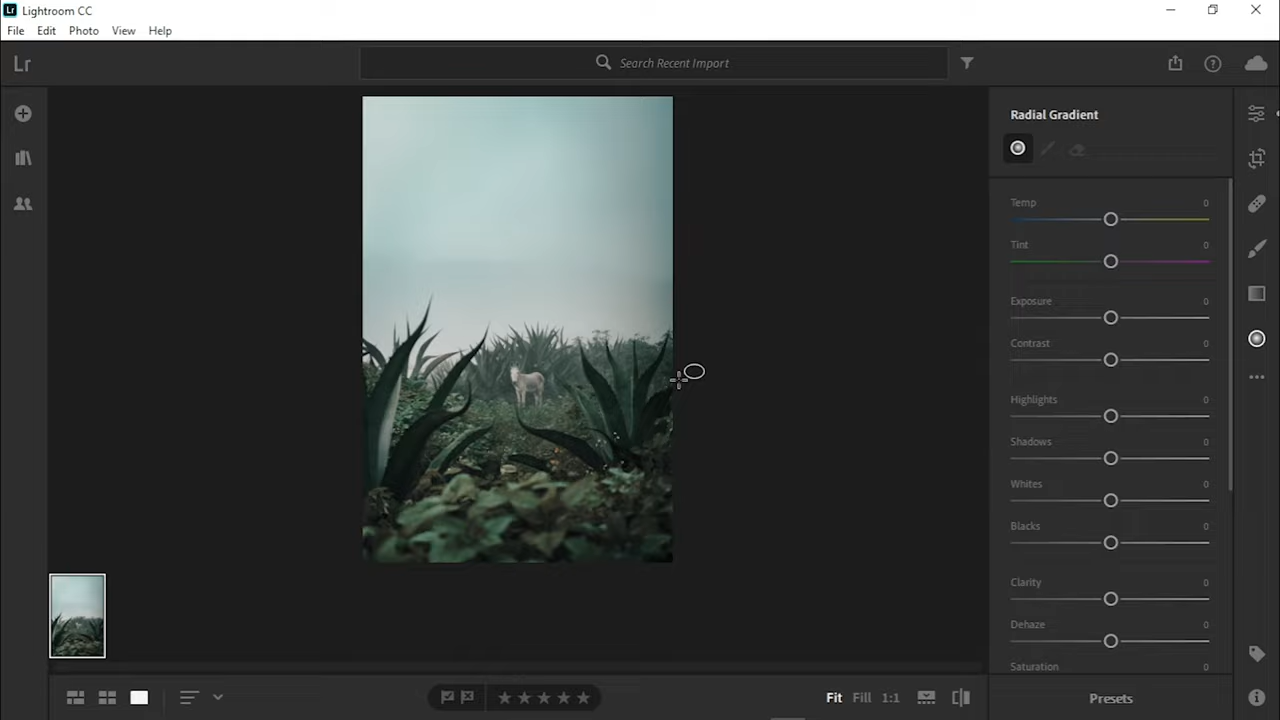 Lr Lightroom CC
File Edit Photo View Help
Lr
Search Recent Import
Radial Gradient
Temp 0
Tint 0
Exposure 0
Contrast 0
Highlights 0
Shadows 0
Whites 0
Blacks 0
Clarity 0
Dehaze 0
Saturation 0
Fit Fill 1:1
Presets